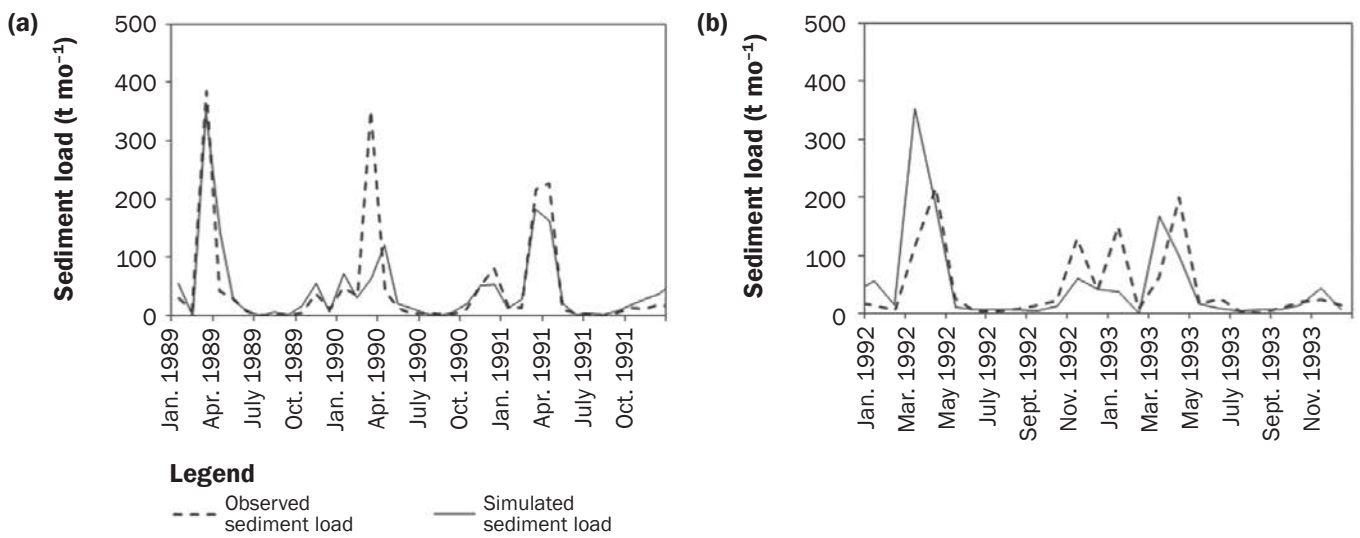 (a)
Sediment load (t mo⁻¹)
500
400
300
200
100
0
Jan. 1989
Apr. 1989
July 1989
Oct. 1989
Jan. 1990
Apr. 1990
July 1990
Oct. 1990
Jan. 1991
Apr. 1991
July 1991
Oct. 1991
(b)
Sediment load (t mo⁻¹)
500
400
300
200
100
0
Jan. 1992
Mar. 1992
May 1992
July 1992
Sept. 1992
Nov. 1992
Jan. 1993
Mar. 1993
May 1993
July 1993
Sept. 1993
Nov. 1993
Legend
Observed
sediment load
Simulated
sediment load